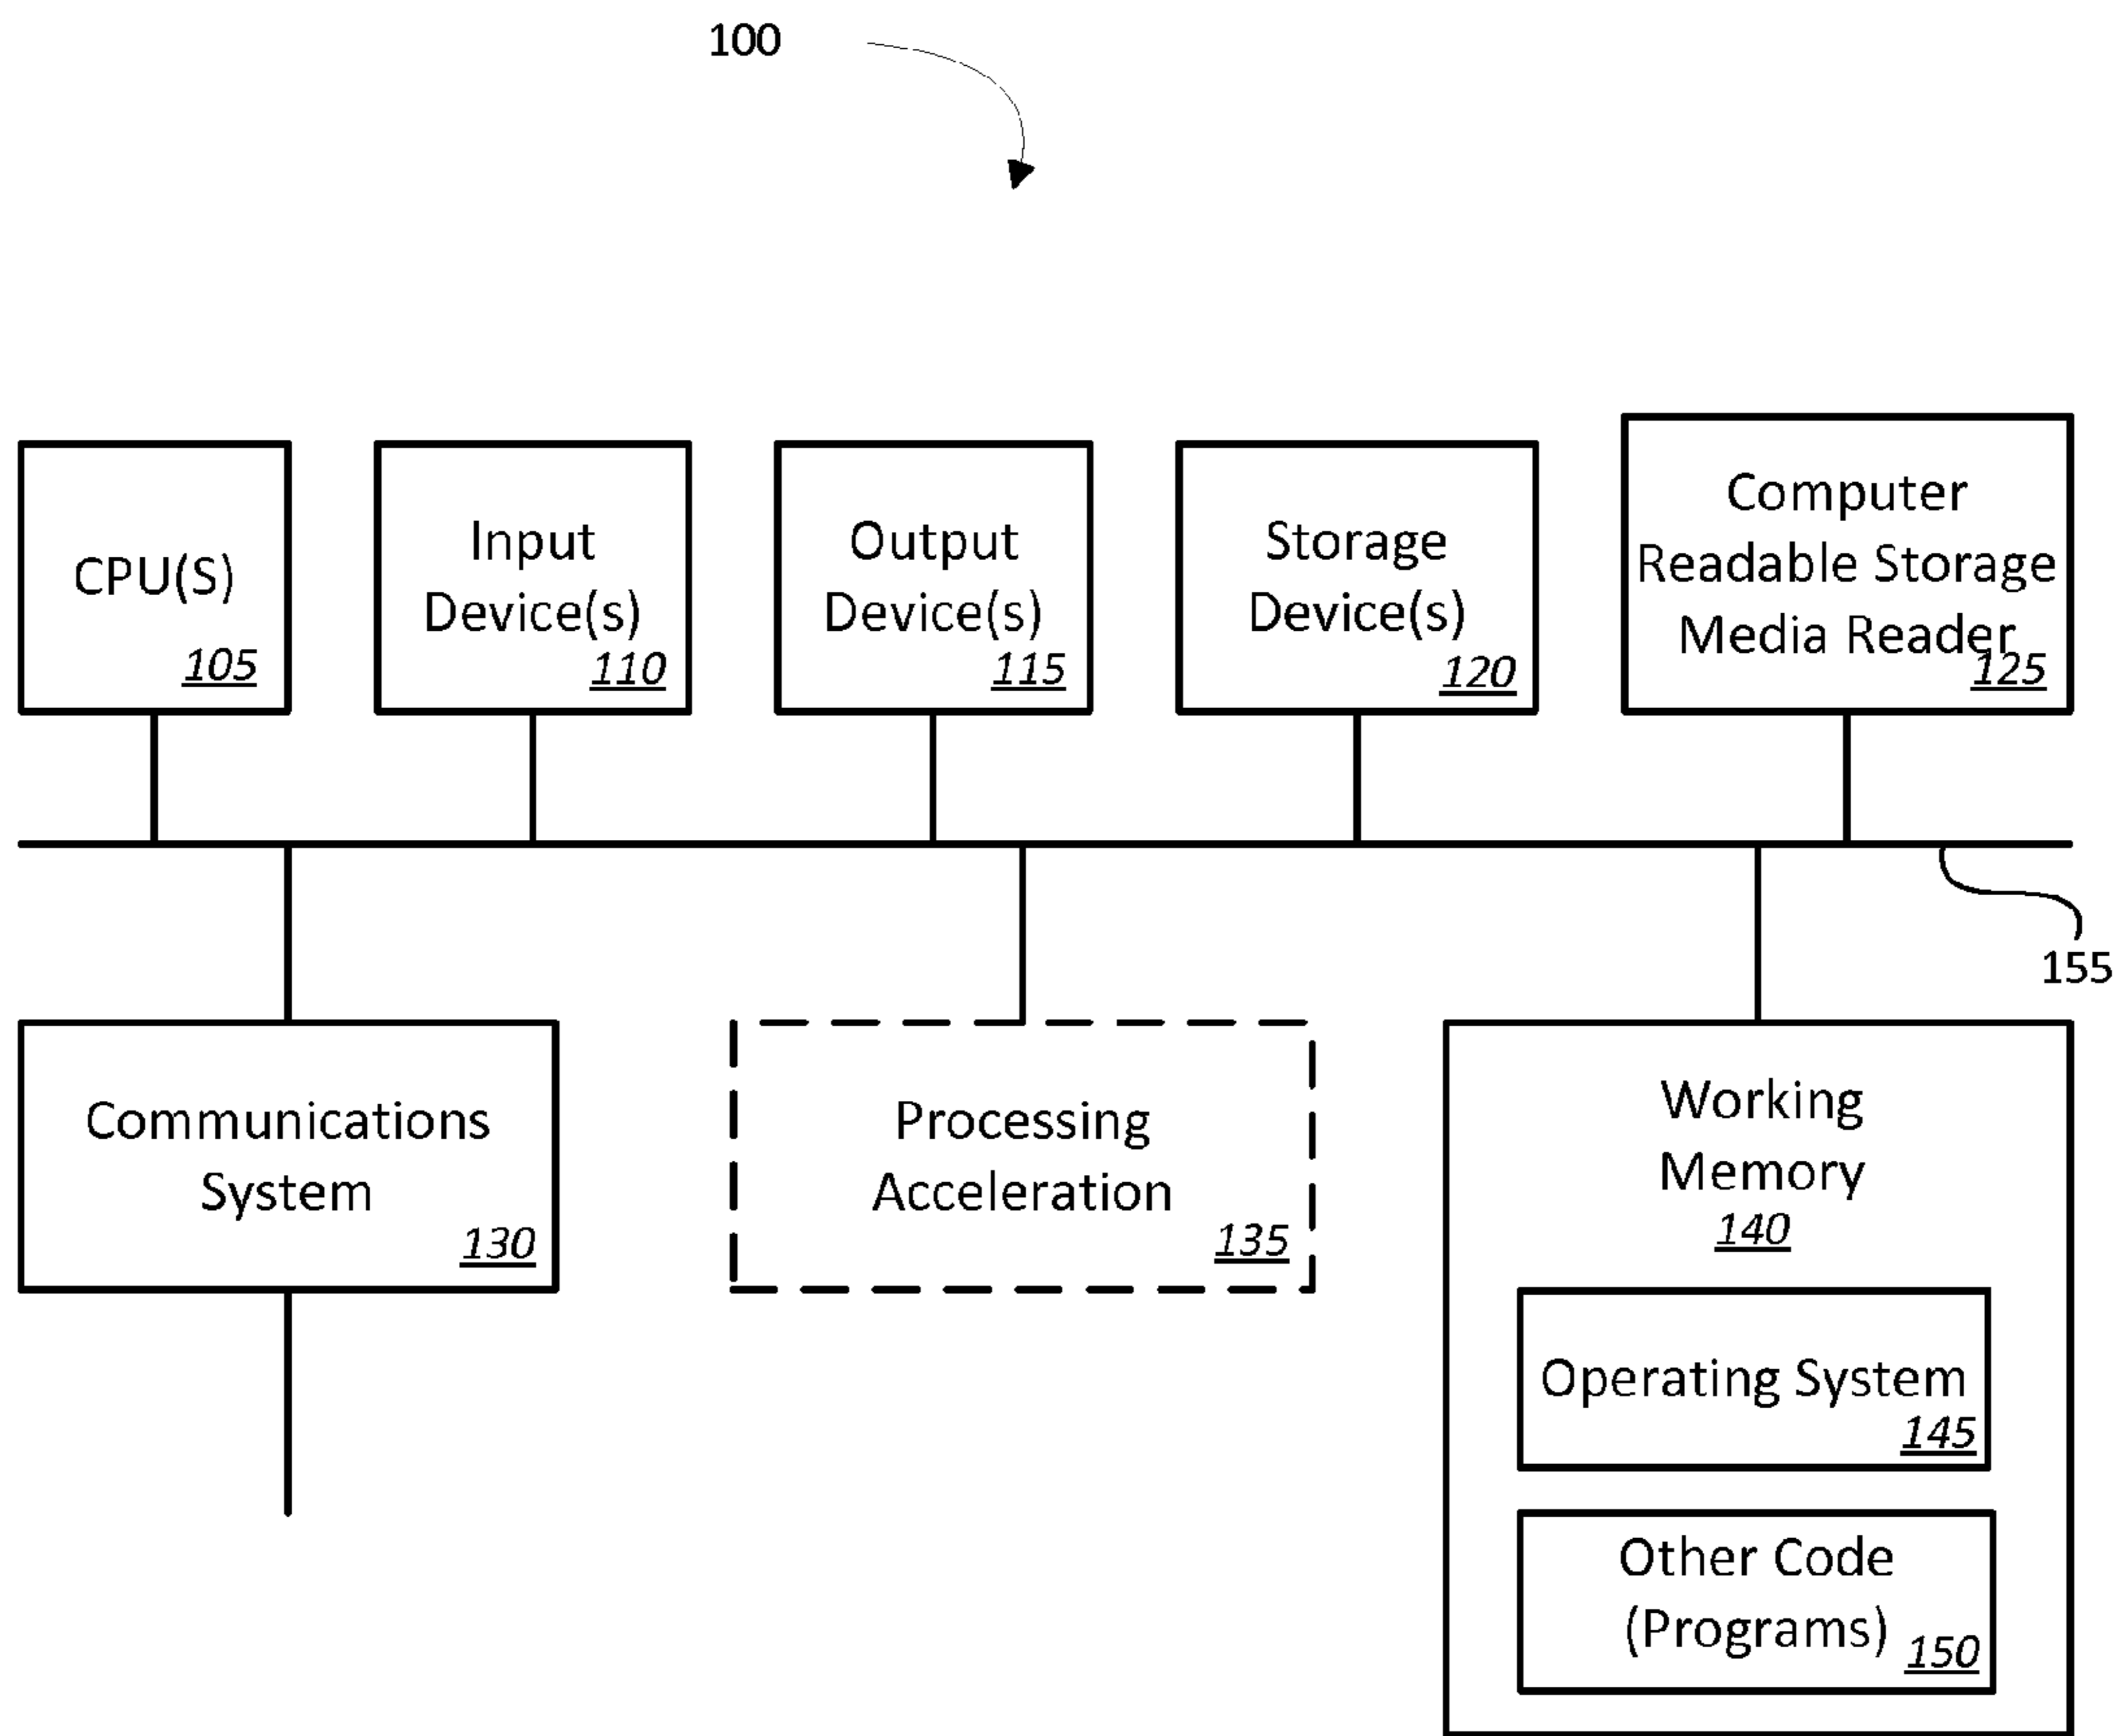 100
CPU(S)
105
Input
Device(s)
110
Output
Device(s)
115
Storage
Device(s)
120
Computer
Readable Storage
Media Reader
125
155
Communications
System
130
Processing
Acceleration
135
Working
Memory
140
Operating System
145
Other Code
(Programs)
150